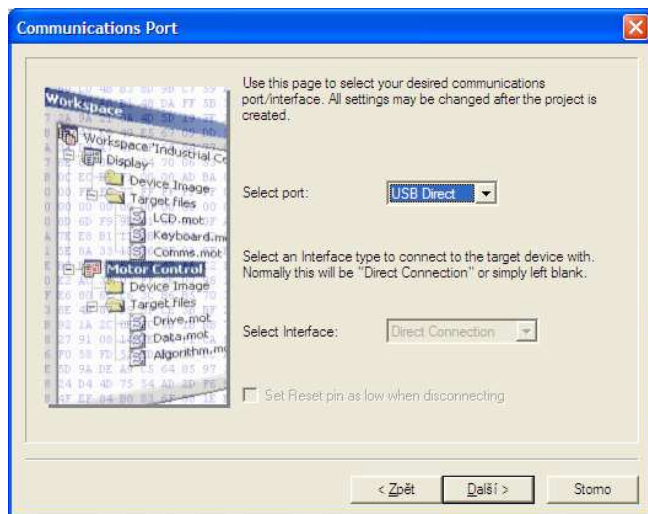 Communications Port
Use this page to select your desired communications
port/interface. All settings may be changed after the project is
created.
Workspace
Workspace 'Industrial Co
Display
Device Image
Target files
LCD.mot
Keyboard.m
Comms.mot
Motor Control
Device Image
Target files
Drive.mot
Data.mot
Algorithm.m
Select port:
USB Direct
Select an Interface type to connect to the target device with.
Normally this will be "Direct Connection" or simply left blank.
Select Interface:
Direct Connection
Set Reset pin as low when disconnecting
< Zpět
Další >
Storno